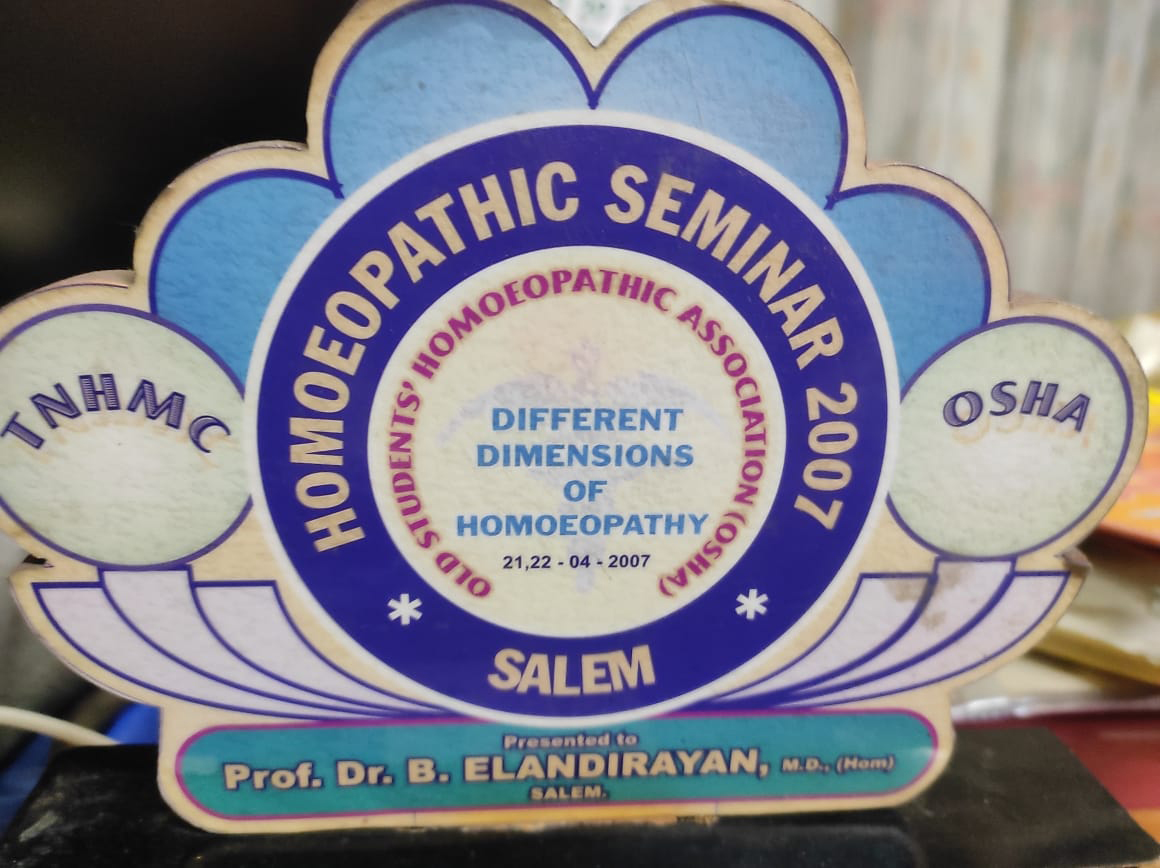 HOMOEOPATHIC SEMINAR 2007
OLD STUDENTS' HOMOEOPATHIC ASSOCIATION (OSHA)
TNHMC
OSHA
DIFFERENT
DIMENSIONS
OF
HOMOEOPATHY
21,22 - 04 - 2007
* *
SALEM
Presented to
Prof. Dr. B. ELANDIRAYAN, M.D., (Hom)
SALEM.